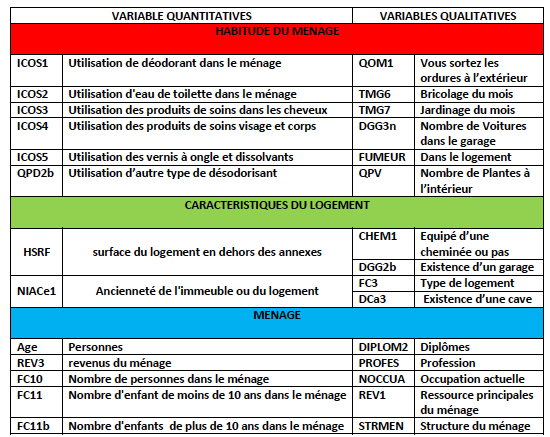 VARIABLE QUANTITATIVES VARIABLES QUALITATIVES
HABITUDE DU MENAGE
ICOS1 Utilisation de déodorant dans le ménage QOM1 Vous sortez les
ordures à l’extérieur
ICOS2 Utilisation d'eau de toilette dans le ménage TMG6 Bricolage du mois
ICOS3 Utilisation des produits de soins dans les cheveux TMG7 Jardinage du mois
ICOS4 Utilisation des produits de soins visage et corps DGG3n Nombre de Voitures
dans le garage
ICOS5 Utilisation des vernis à ongle et dissolvants FUMEUR Dans le logement
QPD2b Utilisation d’autre type de désodorisant QPV Nombre de Plantes à
l’intérieur
CARACTERISTIQUES DU LOGEMENT
HSRF surface du logement en dehors des annexes CHEM1 Equipé d’une
cheminée ou pas
DGG2b Existence d’un garage
NIACe1 Ancienneté de l'immeuble ou du logement FC3 Type de logement
DCa3 Existence d’une cave
MENAGE
Age Personnes DIPLOM2 Diplômes
REV3 revenus du ménage PROFES Profession
FC10 Nombre de personnes dans le ménage NOCCUA Occupation actuelle
FC11 Nombre d'enfant de moins de 10 ans dans le ménage REV1 Ressource principales
du ménage
FC11b Nombre d'enfants de plus de 10 ans dans le ménage STRMEN Structure du ménage